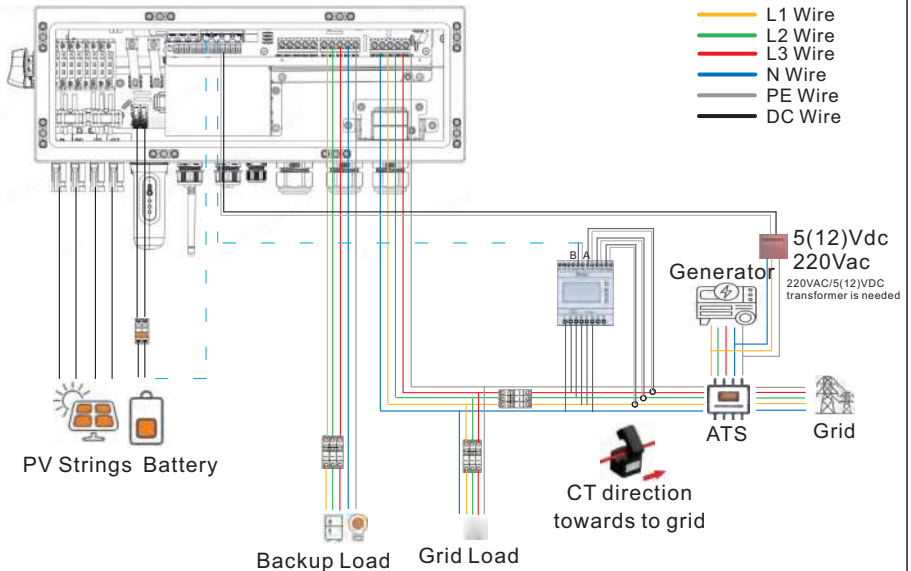 L1 Wire
L2 Wire
L3 Wire
N Wire
PE Wire
DC Wire
B A
5(12)Vdc
220Vac
220VAC/5(12)VDC
transformer is needed
Generator
ATS
Grid
CT direction
towards to grid
PV Strings
Battery
Backup Load
Grid Load